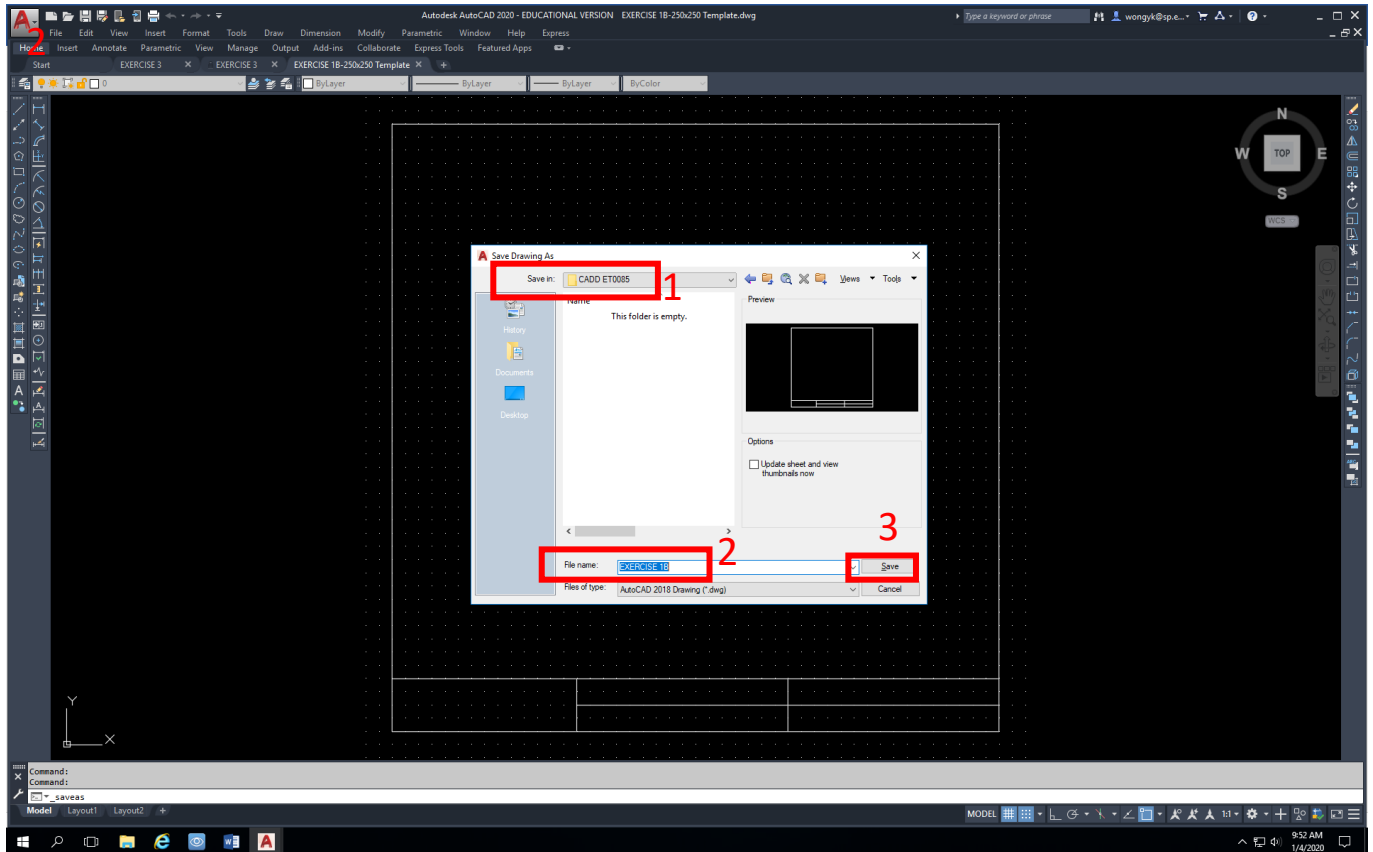 Autodesk AutoCAD 2020 - EDUCATIONAL VERSION EXERCISE 1B-250x250 Template.dwg
Type a keyword or phrase
wongyk@sp.e...
2
File Edit View Insert Format Tools Draw Dimension Modify Parametric Window Help Express
Home Insert Annotate Parametric View Manage Output Add-ins Collaborate Express Tools Featured Apps
Start EXERCISE 3 EXERCISE 3 EXERCISE 1B-250x250 Template
0 ByLayer ByLayer ByLayer ByColor
N
W TOP E
S
WCS
Save Drawing As
Save in: CADD ET0085 1 Views Tools
Name
This folder is empty.
Preview
History
Documents
Desktop
Options
Update sheet and view
thumbnails now
2
3
File name: EXERCISE 1B Save
Files of type: AutoCAD 2018 Drawing (*.dwg) Cancel
Y
X
Command:
Command:
_saveas
Model Layout1 Layout2 +
MODEL 1:1
9:52 AM
1/4/2020